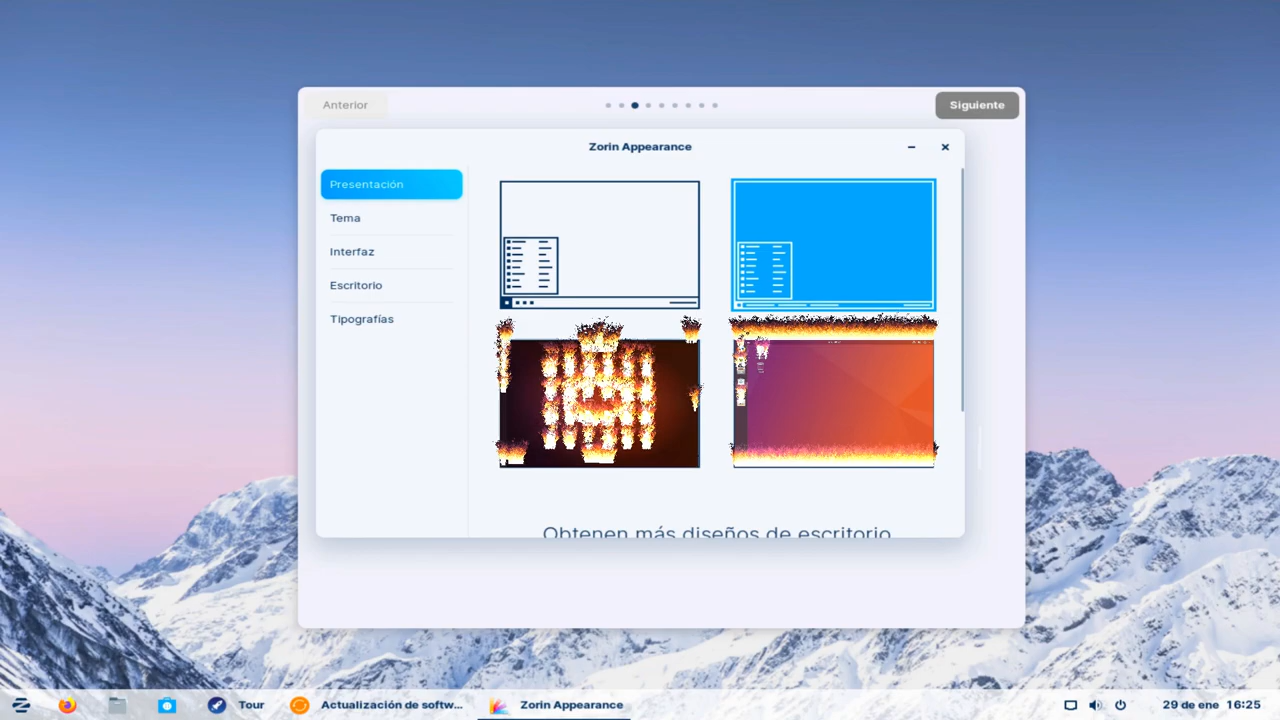 Anterior
Siguiente
Zorin Appearance
Presentación
Tema
Interfaz
Escritorio
Tipografías
Obtenen más diseños de escritorio
Tour
Actualización de softw...
Zorin Appearance
29 de ene 16:25